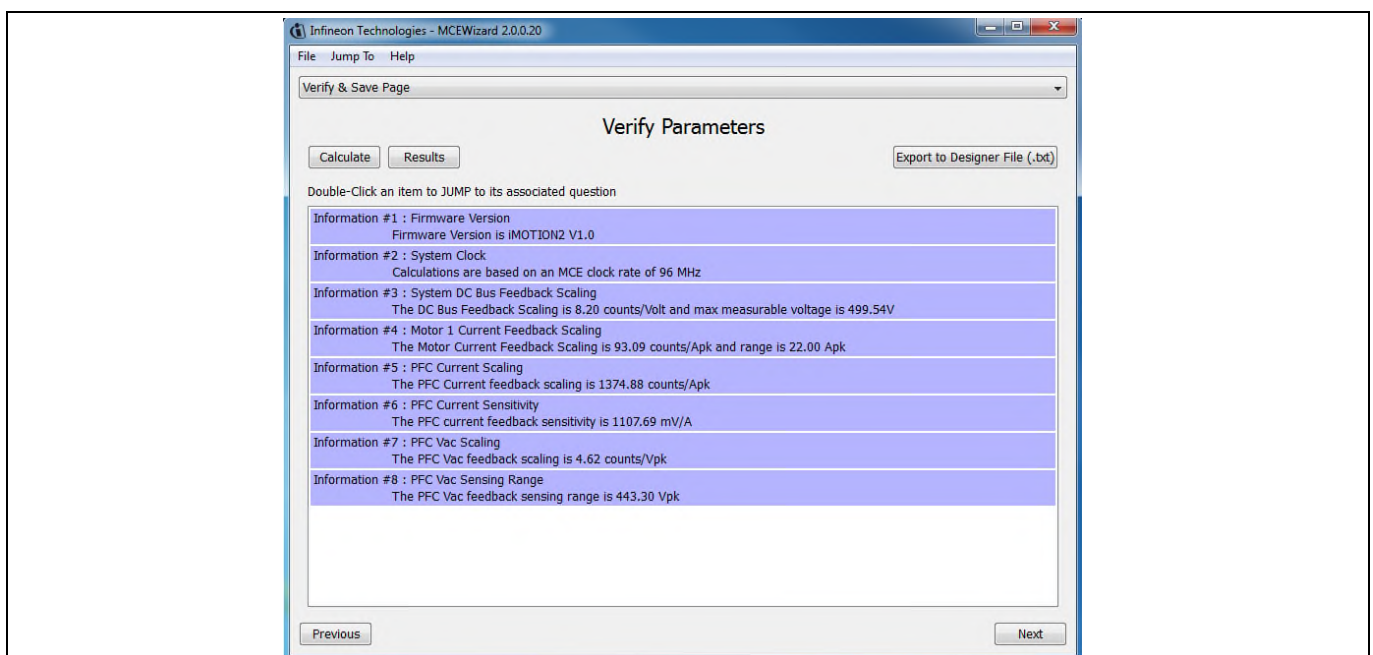 Infineon Technologies - MCEWizard 2.0.0.20
File Jump To Help
Verify & Save Page
Verify Parameters
Calculate Results Export to Designer File (.txt)
Double-Click an item to JUMP to its associated question
Information #1 : Firmware Version
Firmware Version is iMOTION2 V1.0
Information #2 : System Clock
Calculations are based on an MCE clock rate of 96 MHz
Information #3 : System DC Bus Feedback Scaling
The DC Bus Feedback Scaling is 8.20 counts/Volt and max measurable voltage is 499.54V
Information #4 : Motor 1 Current Feedback Scaling
The Motor Current Feedback Scaling is 93.09 counts/Apk and range is 22.00 Apk
Information #5 : PFC Current Scaling
The PFC Current feedback scaling is 1374.88 counts/Apk
Information #6 : PFC Current Sensitivity
The PFC current feedback sensitivity is 1107.69 mV/A
Information #7 : PFC Vac Scaling
The PFC Vac feedback scaling is 4.62 counts/Vpk
Information #8 : PFC Vac Sensing Range
The PFC Vac feedback sensing range is 443.30 Vpk
Previous Next